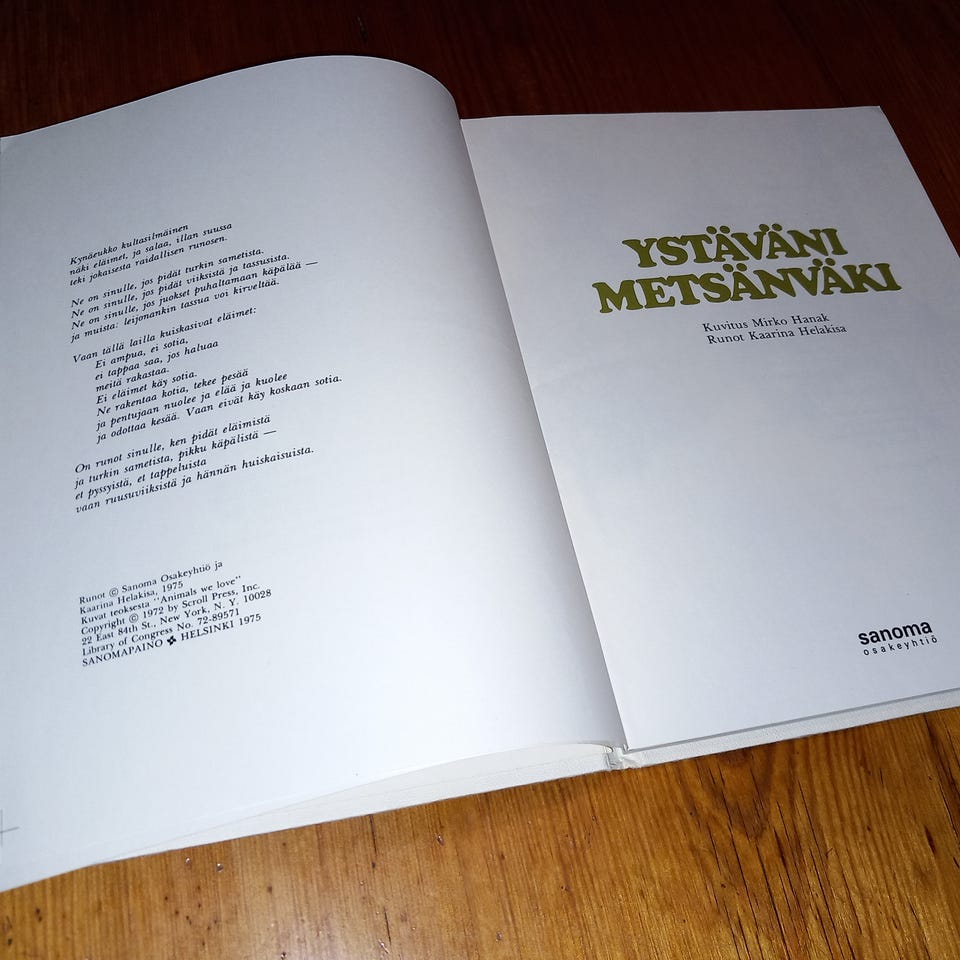 Kynäeukko kultasilmäinen
näki eläimet, ja salaa, illan suussa
teki jokaisesta raidallisen runosen.
Ne on sinulle, jos pidät turkin sametista.
Ne on sinulle, jos pidät viiksistä ja tassusista.
Ne on sinulle, jos juokset puhaltamaan käpälää —
ja muista: leijonankin tassua voi kirveltää.
Vaan tällä lailla kuiskasivat eläimet:
Ei ampua, ei sotia,
ei tappaa saa, jos haluaa
meitä rakastaa.
Ei eläimet käy sotia.
Ne rakentaa kotia, tekee pesää
ja pentujaan nuolee ja elää ja kuolee
ja odottaa kesää. Vaan eivät käy koskaan sotia.
On runot sinulle, ken pidät eläimistä
ja turkin sametista, pikku käpälistä —
et pyssyistä, et tappeluista
vaan ruusuviiksistä ja hännän huiskaisuista.
Runot © Sanoma Osakeyhtiö ja
Kaarina Helakisa, 1975
Kuvat teoksesta "Animals we love"
Copyright © 1972 by Scroll Press, Inc.
22 East 84th St., New York, N. Y. 10028
Library of Congress No. 72-89571
SANOMAPAINO ✤ HELSINKI 1975
YSTÄVÄNI
METSÄNVÄKI
Kuvitus Mirko Hanak
Runot Kaarina Helakisa
sanoma
osakeyhtiö